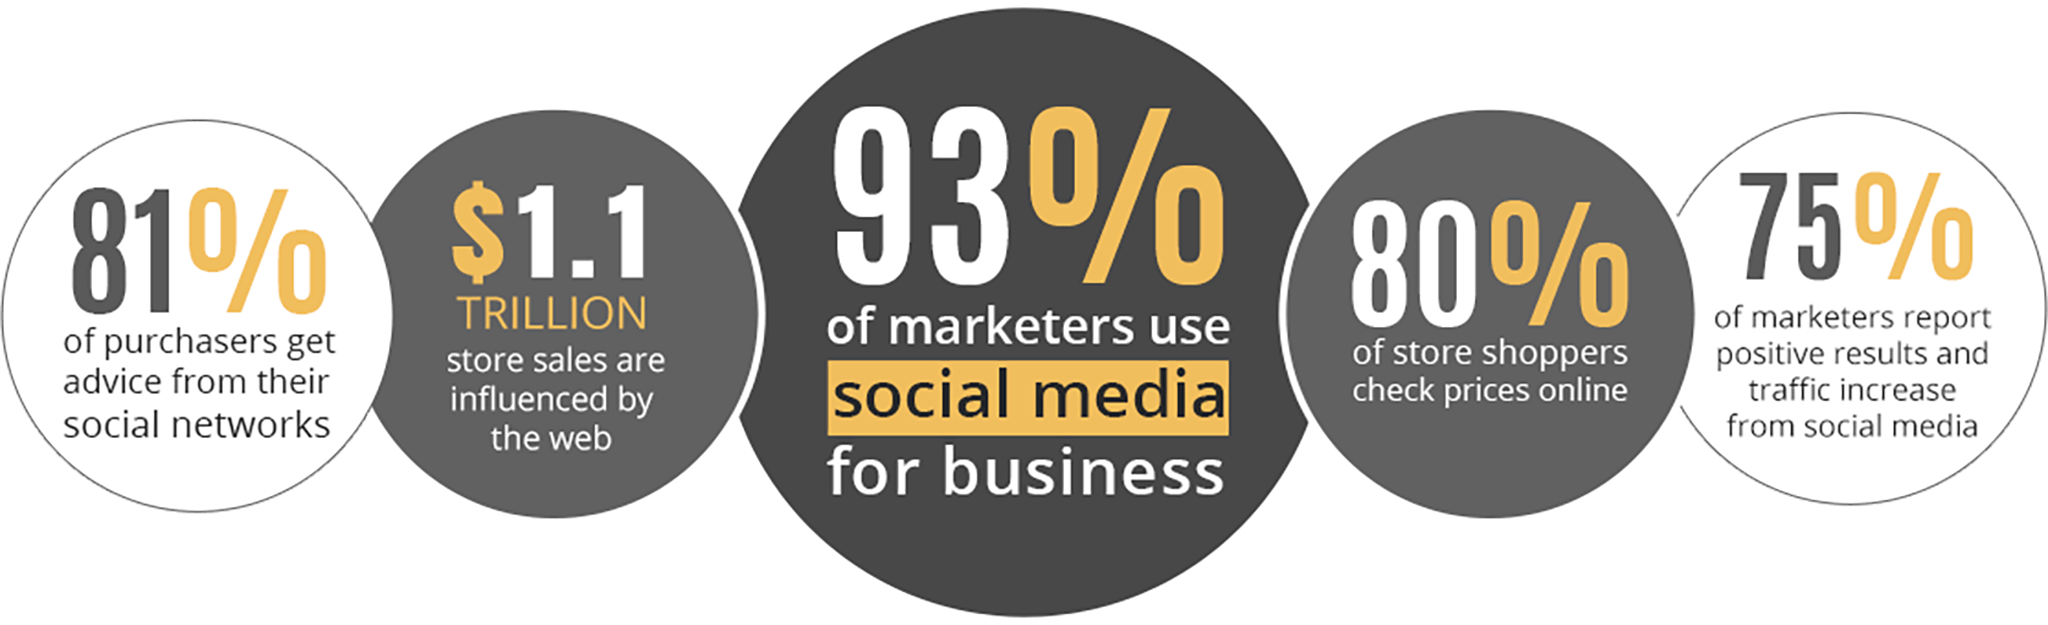 81%
of purchasers get
advice from their
social networks
$1.1
TRILLION
store sales are
influenced by
the web
93%
of marketers use
social media
for business
80%
of store shoppers
check prices online
75%
of marketers report
positive results and
traffic increase
from social media